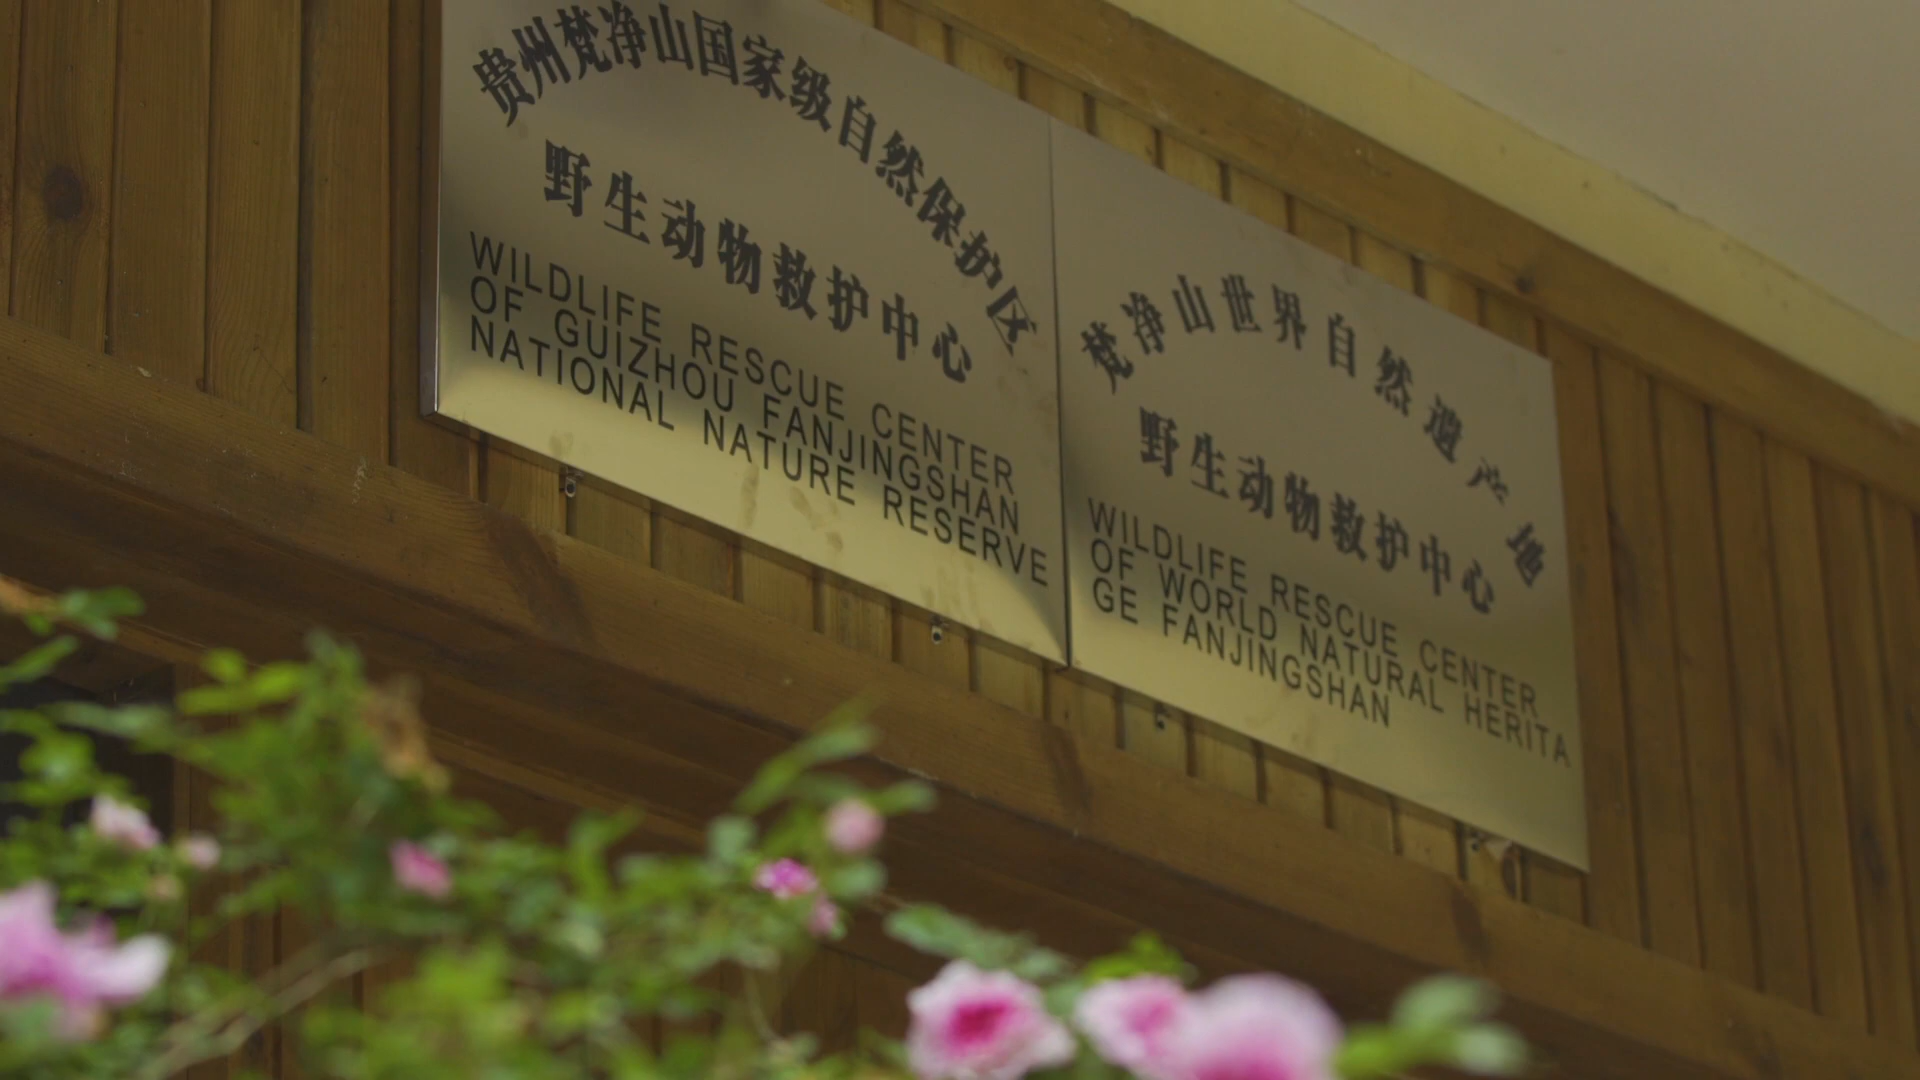 贵州梵净山国家级自然保护区
野生动物救护中心
WILDLIFE RESCUE CENTER
OF GUIZHOU FANJINGSHAN
NATIONAL NATURE RESERVE
梵净山世界自然遗产地
野生动物救护中心
WILDLIFE RESCUE CENTER
OF WORLD NATURAL HERITA
GE FANJINGSHAN